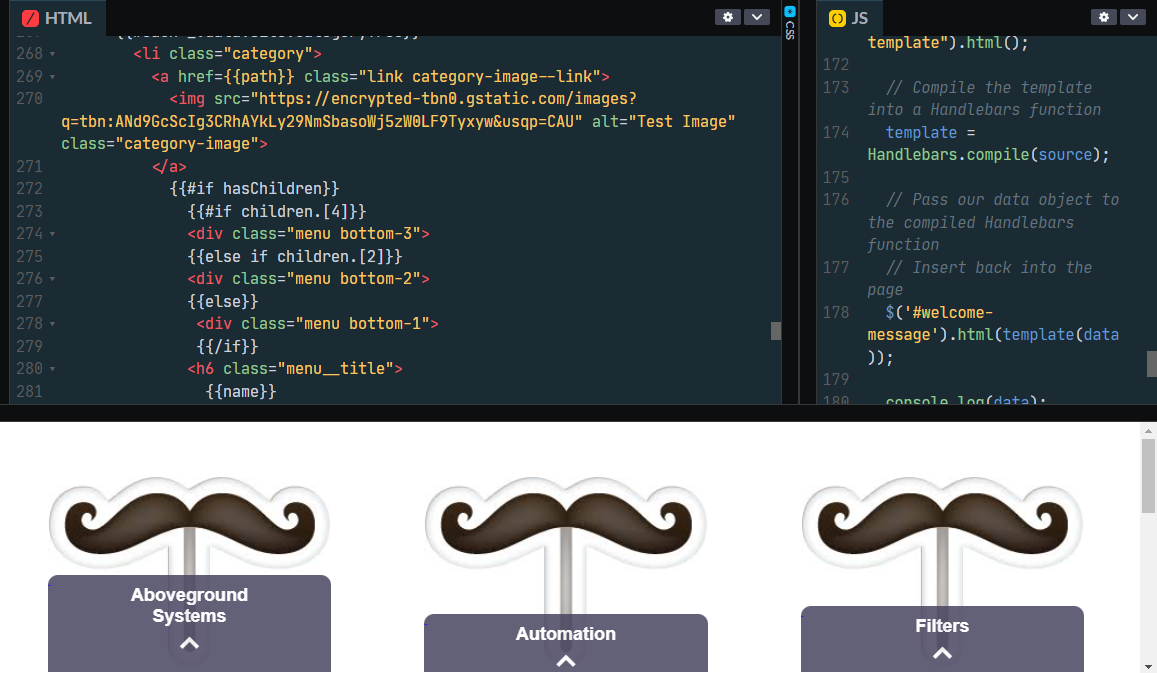 HTML
268 <li class="category">
269 <a href={{path}} class="link category-image--link">
270 <img src="https://encrypted-tbn0.gstatic.com/images?
q=tbn:ANd9GcScIg3CRhAYkLy29NmSbasoWj5zW0LF9Tyxyw&usqp=CAU" alt="Test Image"
class="category-image">
271 </a>
272 {{#if hasChildren}}
273 {{#if children.[4]}}
274 <div class="menu bottom-3">
275 {{else if children.[2]}}
276 <div class="menu bottom-2">
277 {{else}}
278 <div class="menu bottom-1">
279 {{/if}}
280 <h6 class="menu__title">
281 {{name}}
CSS
JS
template").html();
172
173 // Compile the template
into a Handlebars function
174 template =
Handlebars.compile(source);
175
176 // Pass our data object to
the compiled Handlebars
function
177 // Insert back into the
page
178 $('#welcome-
message').html(template(data
));
179
180 console.log(data);
Aboveground
Systems
Automation
Filters